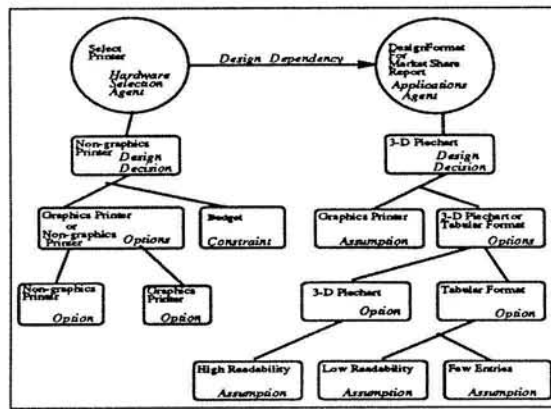 Select
Printer
Hardware
Selection
Agent
Design Dependency
DesignFormat
For
Market Share
Report
Applications
Agent
Non-graphics
Printer
Design
Decision
3-D Piechart
Design
Decision
Graphics Printer
or
Non-graphics
Printer
Options
Budget
Constraint
Graphics Printer
Assumption
3-D Piechart or
Tabular Format
Options
Non-graphics
Printer
Option
Graphics
Printer
Option
3-D Piechart
Option
Tabular Format
Option
High Readability
Assumption
Low Readability
Assumption
Few Entries
Assumption